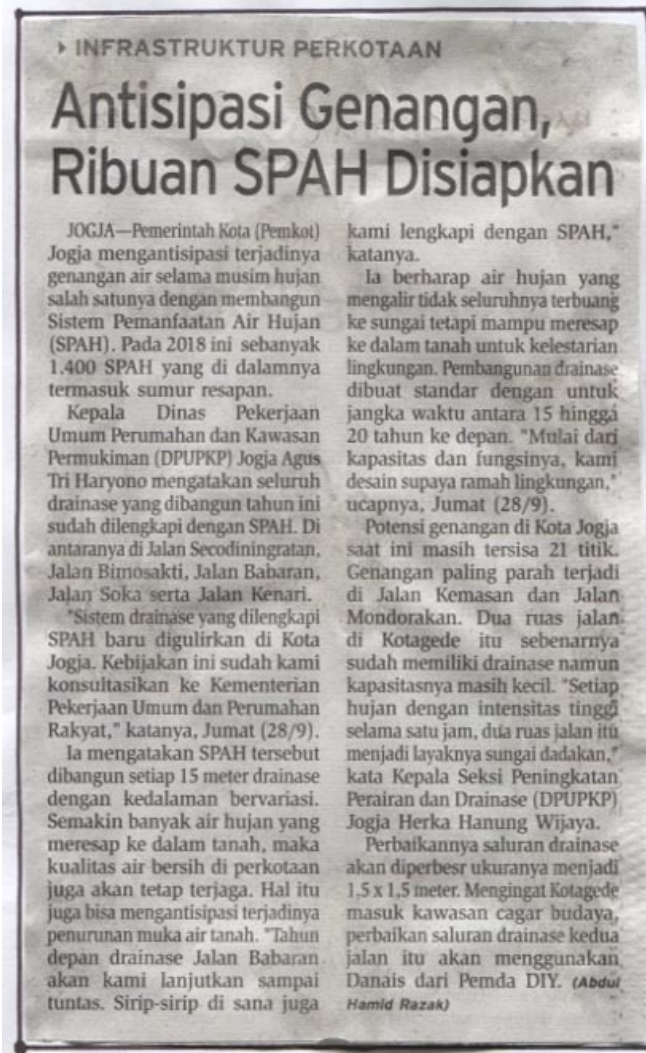 INFRASTRUKTUR PERKOTAAN
Antisipasi Genangan,
Ribuan SPAH Disiapkan
JOGJA—Pemerintah Kota (Pemkot)
Jogja mengantisipasi terjadinya
genangan air selama musim hujan
salah satunya dengan membangun
Sistem Pemanfaatan Air Hujan
(SPAH). Pada 2018 ini sebanyak
1.400 SPAH yang di dalamnya
termasuk sumur resapan.
Kepala Dinas Pekerjaan
Umum Perumahan dan Kawasan
Permukiman (DPUPKP) Jogja Agus
Tri Haryono mengatakan seluruh
drainase yang dibangun tahun ini
sudah dilengkapi dengan SPAH. Di
antaranya di Jalan Secodiningratan,
Jalan Bimosakti, Jalan Babaran,
Jalan Soka serta Jalan Kenari.
"Sistem drainase yang dilengkapi
SPAH baru digulirkan di Kota
Jogja. Kebijakan ini sudah kami
konsultasikan ke Kementerian
Pekerjaan Umum dan Perumahan
Rakyat," katanya, Jumat (28/9).
Ia mengatakan SPAH tersebut
dibangun setiap 15 meter drainase
dengan kedalaman bervariasi.
Semakin banyak air hujan yang
meresap ke dalam tanah, maka
kualitas air bersih di perkotaan
juga akan tetap terjaga. Hal itu
juga bisa mengantisipasi terjadinya
penurunan muka air tanah. "Tahun
depan drainase Jalan Babaran
akan kami lanjutkan sampai
tuntas. Sirip-sirip di sana juga
kami lengkapi dengan SPAH,"
katanya.
Ia berharap air hujan yang
mengalir tidak seluruhnya terbuang
ke sungai tetapi mampu meresap
ke dalam tanah untuk kelestarian
lingkungan. Pembangunan drainase
dibuat standar dengan untuk
jangka waktu antara 15 hingga
20 tahun ke depan. "Mulai dari
kapasitas dan fungsinya, kami
desain supaya ramah lingkungan,"
ucapnya, Jumat (28/9).
Potensi genangan di Kota Jogja
saat ini masih tersisa 21 titik.
Genangan paling parah terjadi
di Jalan Kemasan dan Jalan
Mondorakan. Dua ruas jalan
di Kotagede itu sebenarnya
sudah memiliki drainase namun
kapasitasnya masih kecil. "Setiap
hujan dengan intensitas tinggi
selama satu jam, dua ruas jalan itu
menjadi layaknya sungai dadakan,"
kata Kepala Seksi Peningkatan
Perairan dan Drainase (DPUPKP)
Jogja Herka Hanung Wijaya.
Perbaikannya saluran drainase
akan diperbesr ukuranya menjadi
1,5 x 1,5 meter. Mengingat Kotagede
masuk kawasan cagar budaya,
perbaikan saluran drainase kedua
jalan itu akan menggunakan
Danais dari Pemda DIY. (Abdul
Hamid Razak)